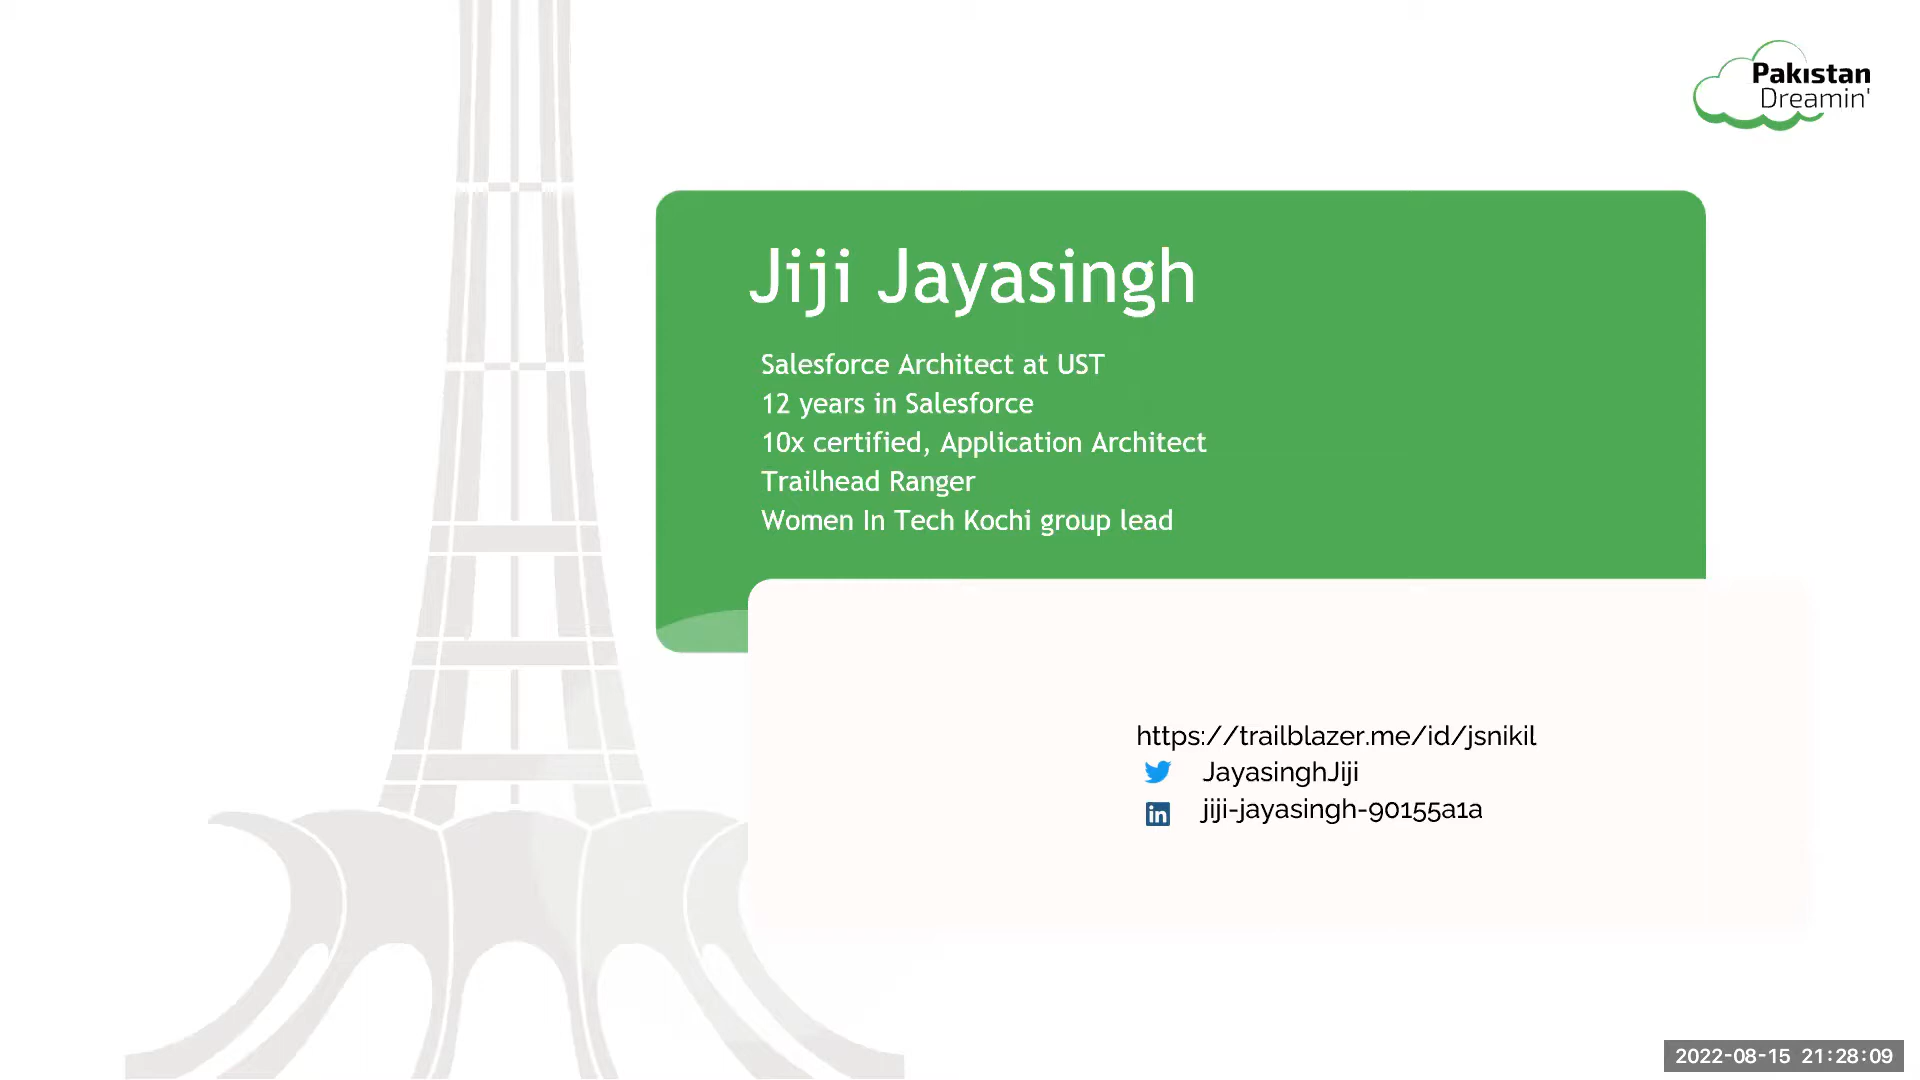 Pakistan
Dreamin'
Jiji Jayasingh
Salesforce Architect at UST
12 years in Salesforce
10x certified, Application Architect
Trailhead Ranger
Women In Tech Kochi group lead
https://trailblazer.me/id/jsnikil
JayasinghJiji
in
jiji-jayasingh-90155a1a
2022-08-15 21:28:09